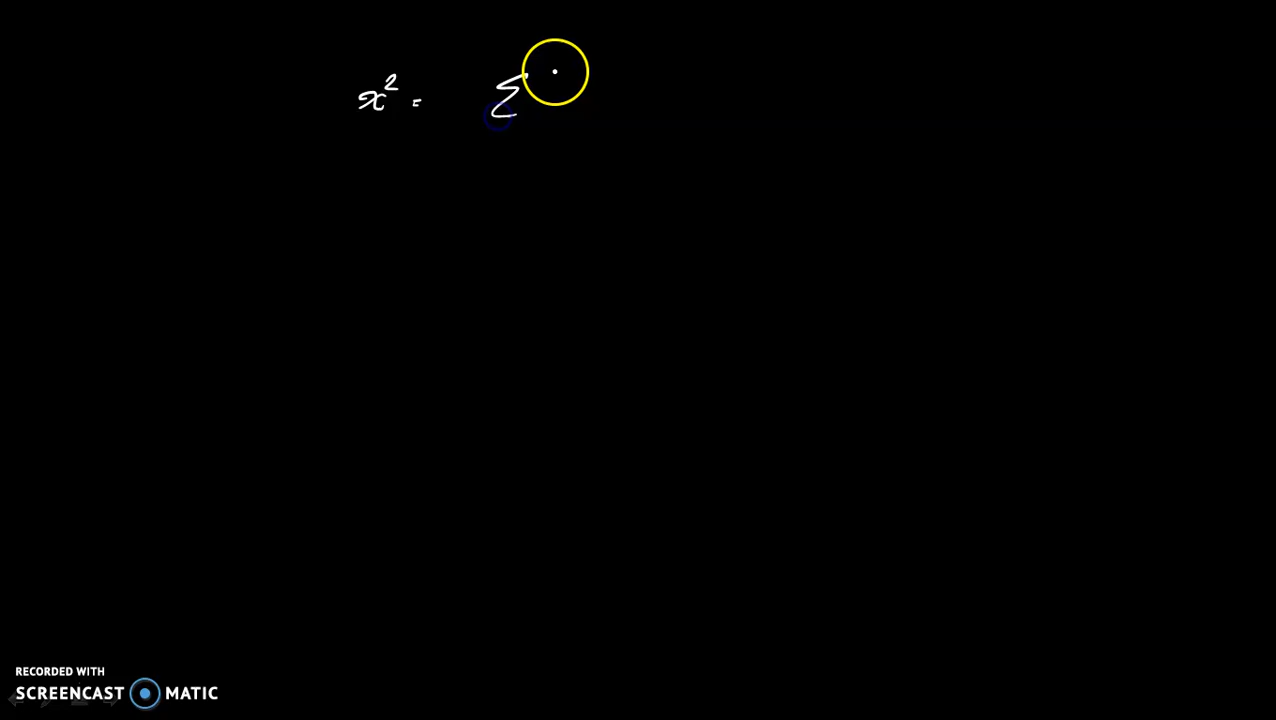 x² = Σ
RECORDED WITH
SCREENCAST MATIC